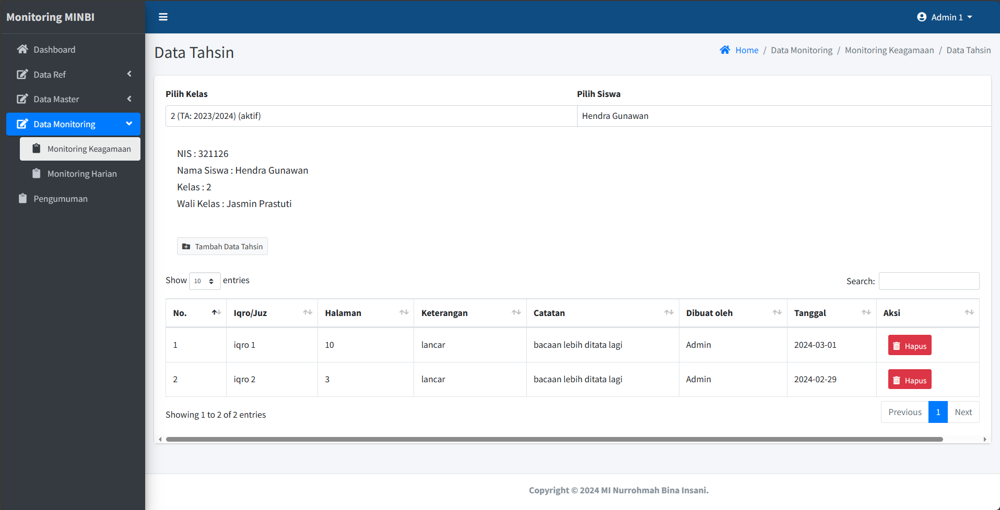 Monitoring MINBI
Admin 1
Dashboard
Data Ref
Data Master
Data Monitoring
Monitoring Keagamaan
Monitoring Harian
Pengumuman
Data Tahsin
Home / Data Monitoring / Monitoring Keagamaan / Data Tahsin
Pilih Kelas Pilih Siswa
2 (TA: 2023/2024) (aktif) Hendra Gunawan
NIS : 321126
Nama Siswa : Hendra Gunawan
Kelas : 2
Wali Kelas : Jasmin Prastuti
Tambah Data Tahsin
Show 10 entries Search:
No. Iqro/Juz Halaman Keterangan Catatan Dibuat oleh Tanggal Aksi
1 iqro 1 10 lancar bacaan lebih ditata lagi Admin 2024-03-01 Hapus
2 iqro 2 3 lancar bacaan lebih ditata lagi Admin 2024-02-29 Hapus
Showing 1 to 2 of 2 entries Previous 1 Next
Copyright © 2024 MI Nurrohmah Bina Insani.